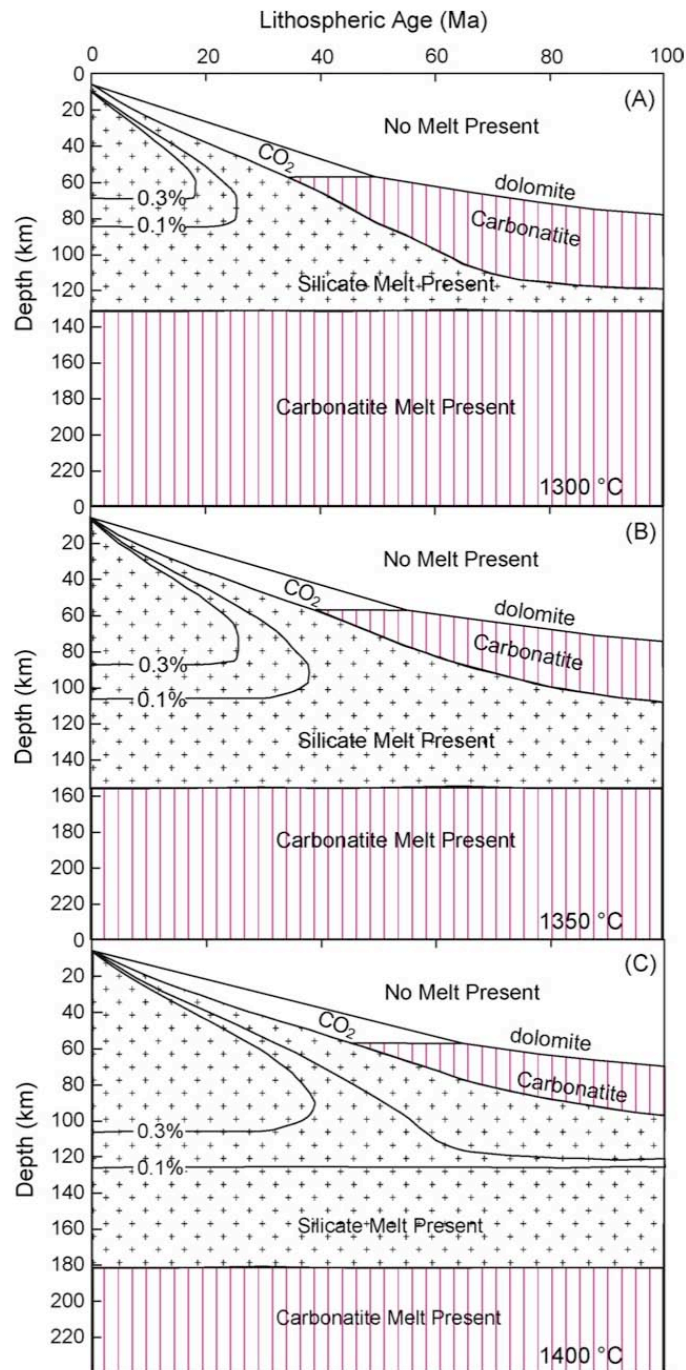 Lithospheric Age (Ma)
0 20 40 60 80 100
0
(A)
20
No Melt Present
40
CO2
60
dolomite
0.3%
Carbonatite
80
0.1%
100
Silicate Melt Present
120
140
160
180
Carbonatite Melt Present
200
220
1300 °C
Depth (km)
0
(B)
20
No Melt Present
40
CO2
60
dolomite
80
Carbonatite
0.3%
100
0.1%
120
Silicate Melt Present
140
160
180
Carbonatite Melt Present
200
220
1350 °C
Depth (km)
0
(C)
20
No Melt Present
40
CO2
60
dolomite
80
Carbonatite
100
0.3%
120
0.1%
140
Silicate Melt Present
160
180
200
Carbonatite Melt Present
220
1400 °C
Depth (km)